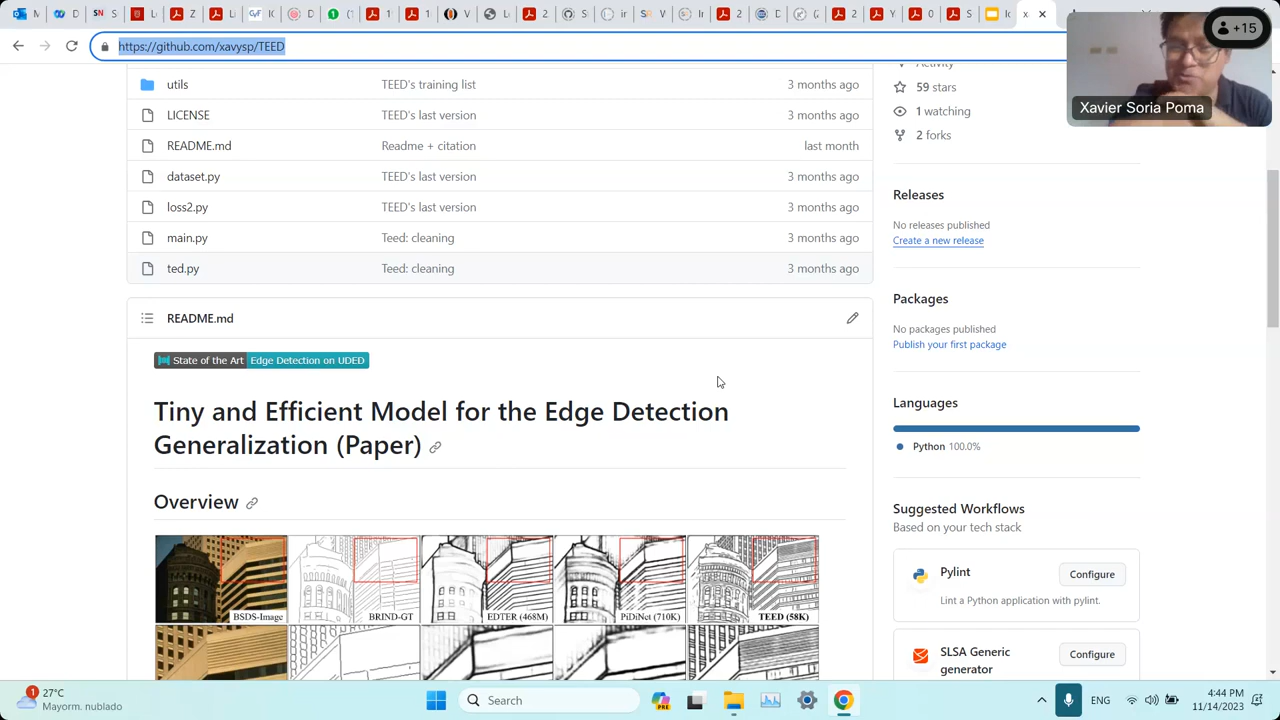 https://github.com/xavysp/TEED
+15
Xavier Soria Poma
utils TEED's training list 3 months ago
LICENSE TEED's last version 3 months ago
README.md Readme + citation last month
dataset.py TEED's last version 3 months ago
loss2.py TEED's last version 3 months ago
main.py Teed: cleaning 3 months ago
ted.py Teed: cleaning 3 months ago
README.md
State of the Art Edge Detection on UDED
Tiny and Efficient Model for the Edge Detection
Generalization (Paper)
Overview
BSDS-Image
BRIND-GT
EDTER (468M)
PiDiNet (710K)
TEED (58K)
Activity
59 stars
1 watching
2 forks
Releases
No releases published
Create a new release
Packages
No packages published
Publish your first package
Languages
Python 100.0%
Suggested Workflows
Based on your tech stack
Pylint
Configure
Lint a Python application with pylint.
SLSA Generic
generator
Configure
1
27°C
Mayorm. nublado
Search
PRE
ENG
4:44 PM
11/14/2023